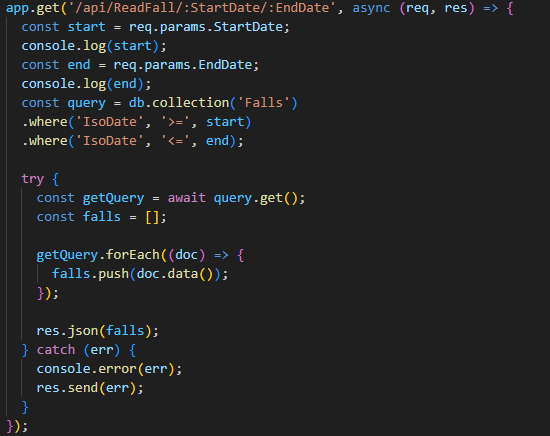 app.get('/api/ReadFall/:StartDate/:EndDate', async (req, res) => {
  const start = req.params.StartDate;
  console.log(start);
  const end = req.params.EndDate;
  console.log(end);
  const query = db.collection('Falls')
  .where('IsoDate', '>=', start)
  .where('IsoDate', '<=', end);

  try {
    const getQuery = await query.get();
    const falls = [];

    getQuery.forEach((doc) => {
      falls.push(doc.data());
    });

    res.json(falls);
  } catch (err) {
    console.error(err);
    res.send(err);
  }
});